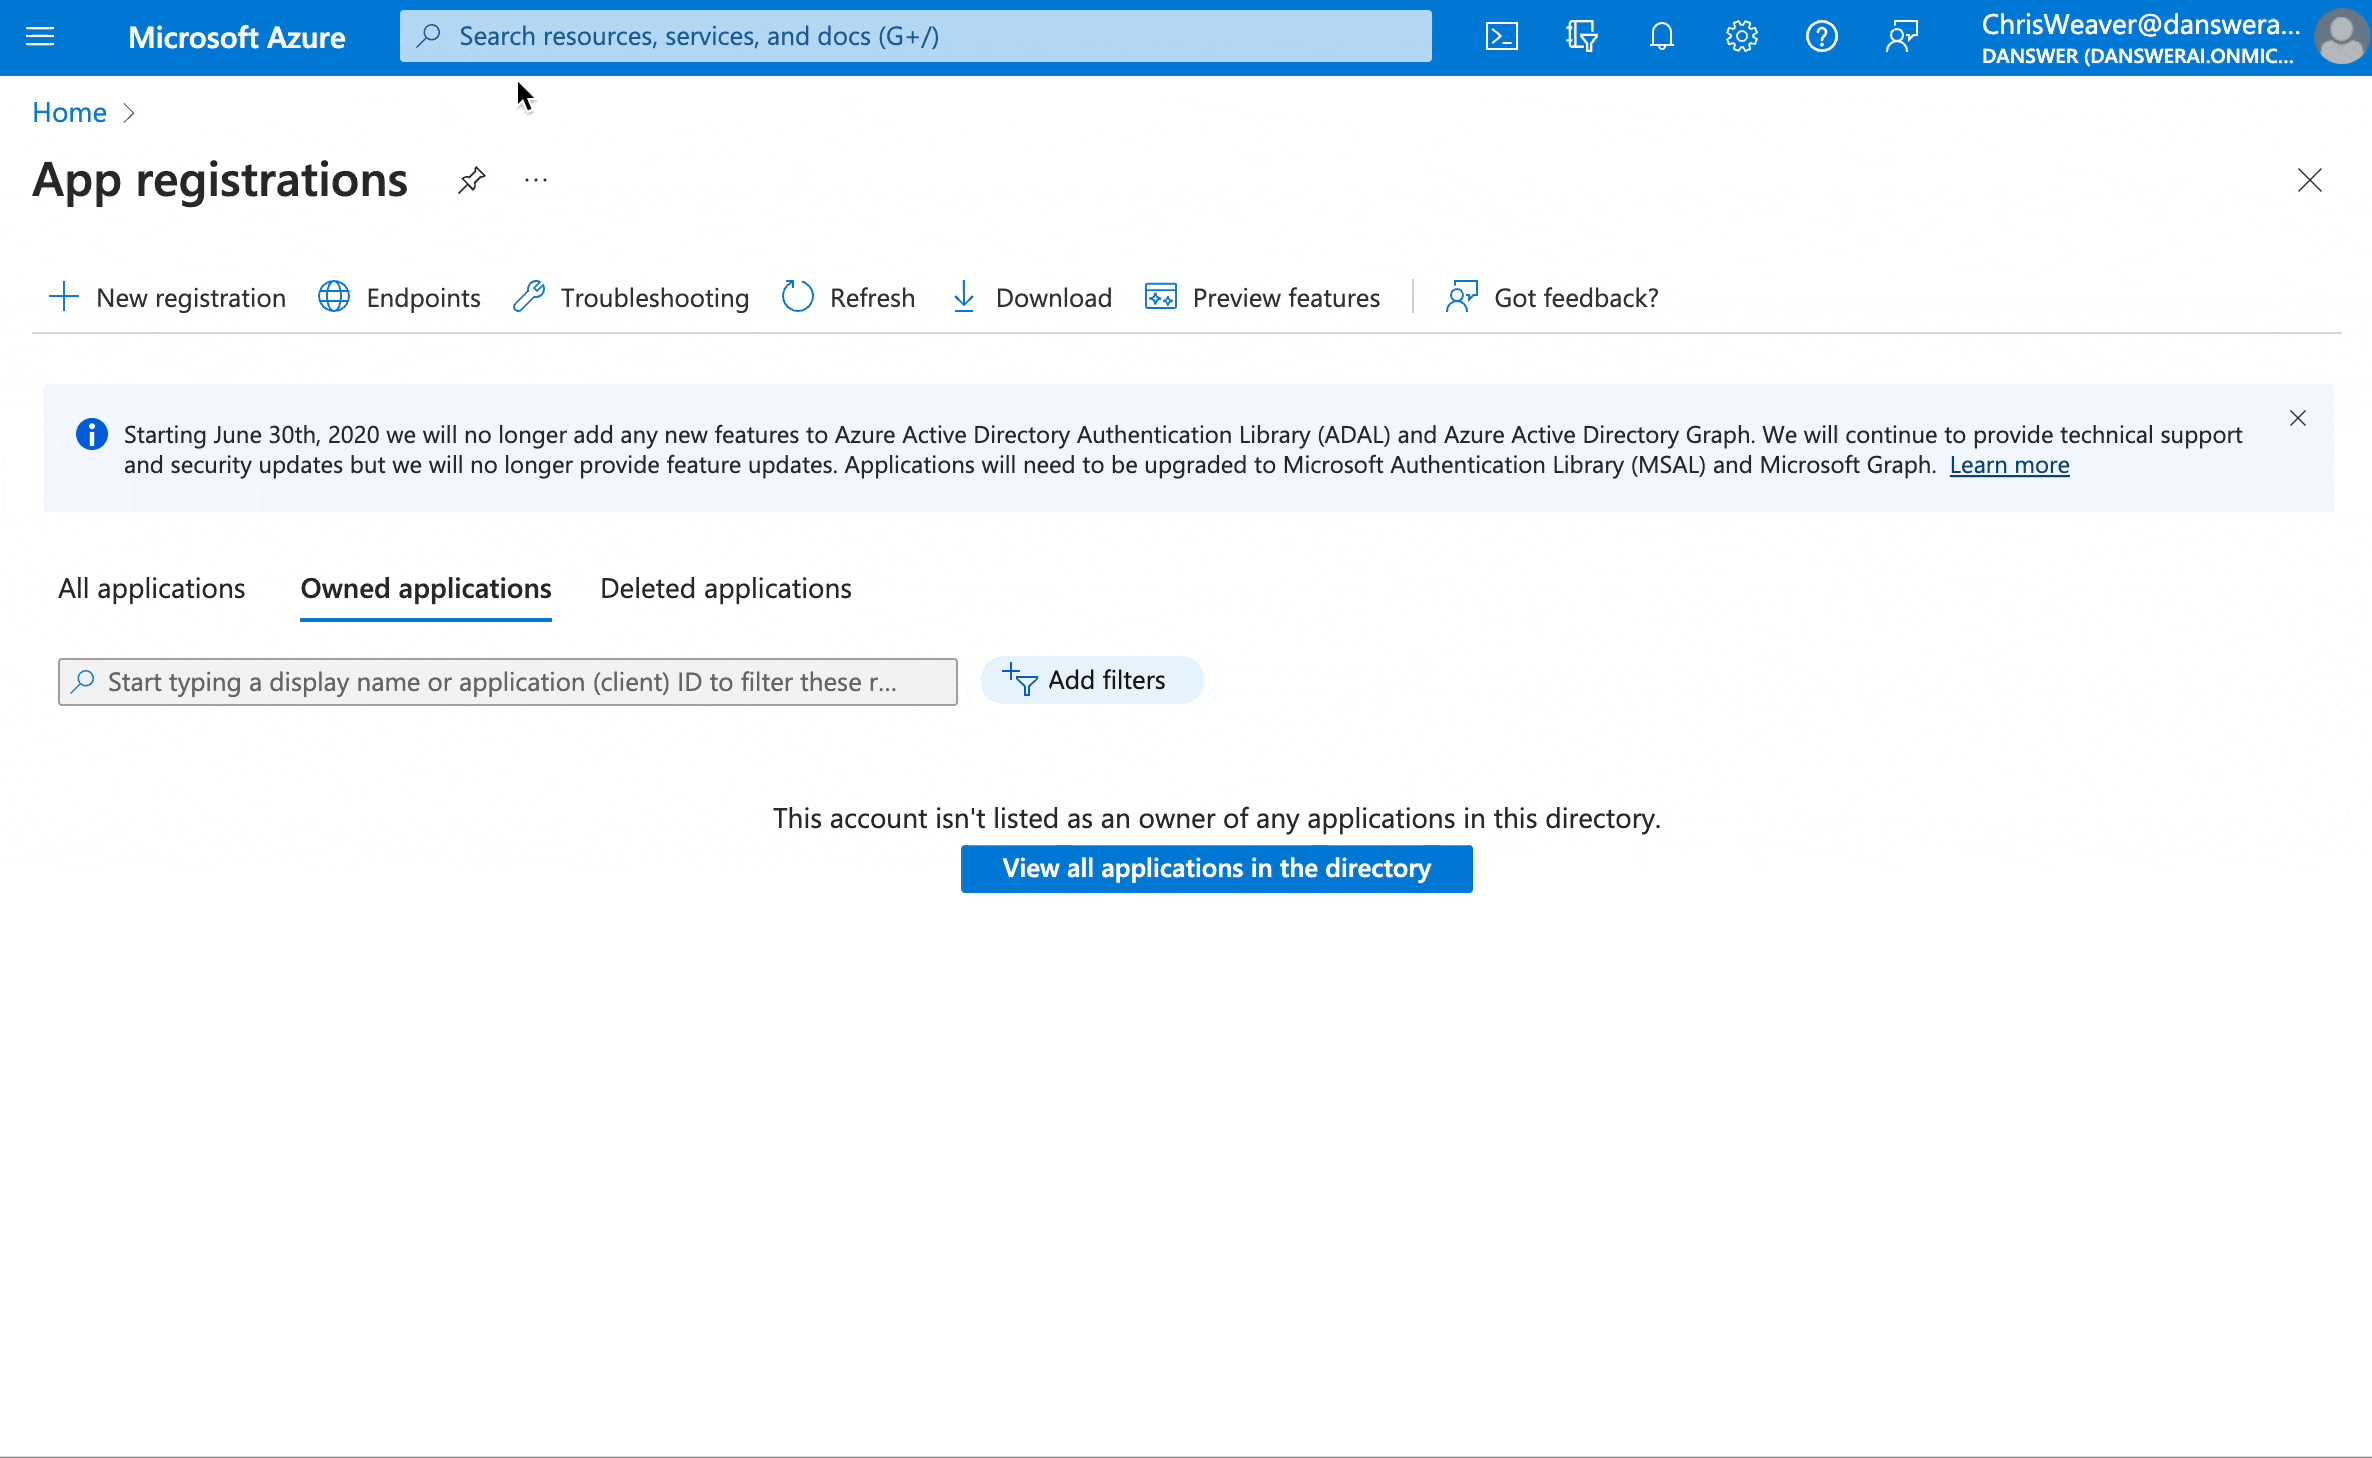 Microsoft Azure
Search resources, services, and docs (G+/)
ChrisWeaver@danswera...
DANSWER (DANSWERAI.ONMIC...
Home
App registrations
New registration
Endpoints
Troubleshooting
Refresh
Download
Preview features
Got feedback?
Starting June 30th, 2020 we will no longer add any new features to Azure Active Directory Authentication Library (ADAL) and Azure Active Directory Graph. We will continue to provide technical support
and security updates but we will no longer provide feature updates. Applications will need to be upgraded to Microsoft Authentication Library (MSAL) and Microsoft Graph. Learn more
All applications
Owned applications
Deleted applications
Start typing a display name or application (client) ID to filter these r...
Add filters
This account isn't listed as an owner of any applications in this directory.
View all applications in the directory